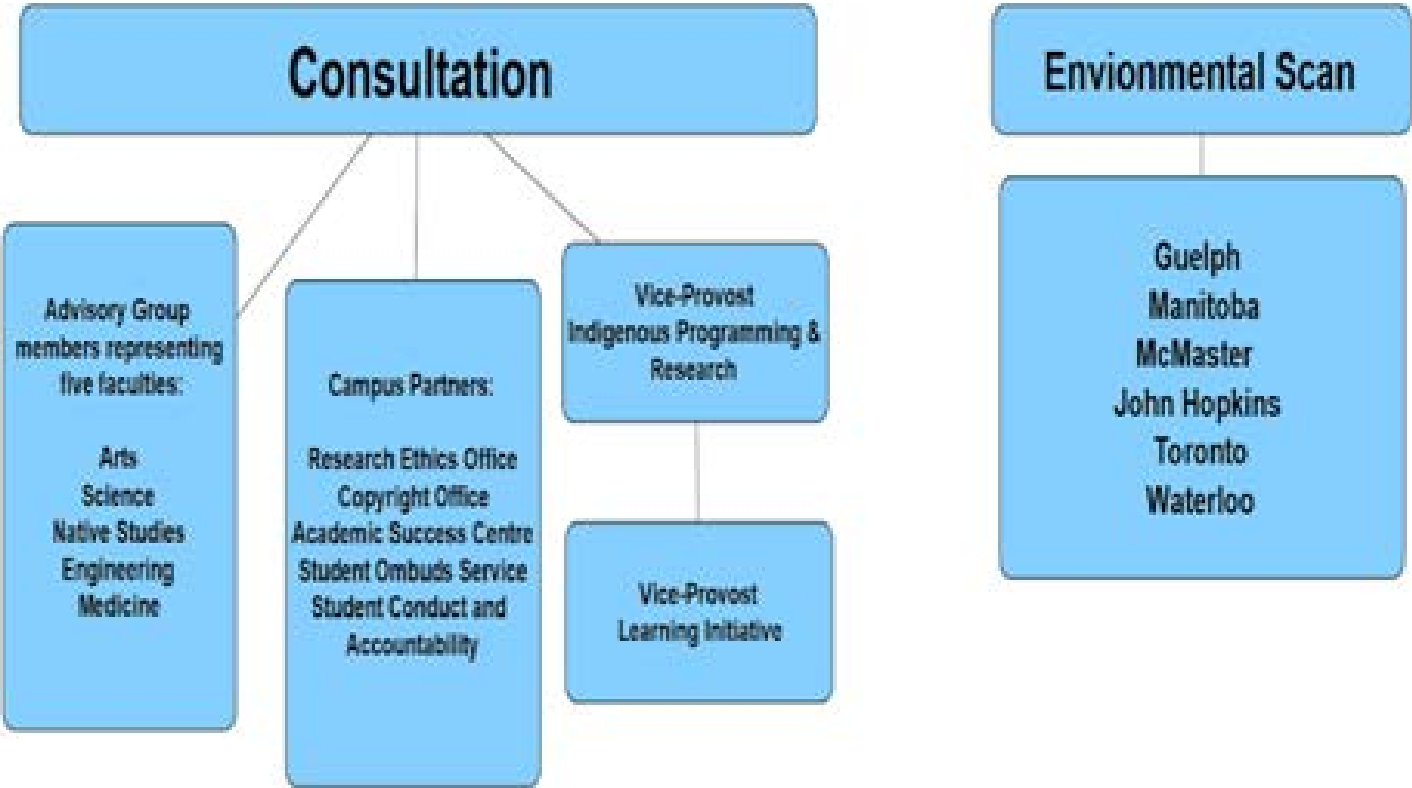 Consultation
Advisory Group
members representing
five faculties:
Arts
Science
Native Studies
Engineering
Medicine
Campus Partners:
Research Ethics Office
Copyright Office
Academic Success Centre
Student Ombuds Service
Student Conduct and
Accountability
Vice-Provost
Indigenous Programming &
Research
Vice-Provost
Learning Initiative
Envionmental Scan
Guelph
Manitoba
McMaster
John Hopkins
Toronto
Waterloo